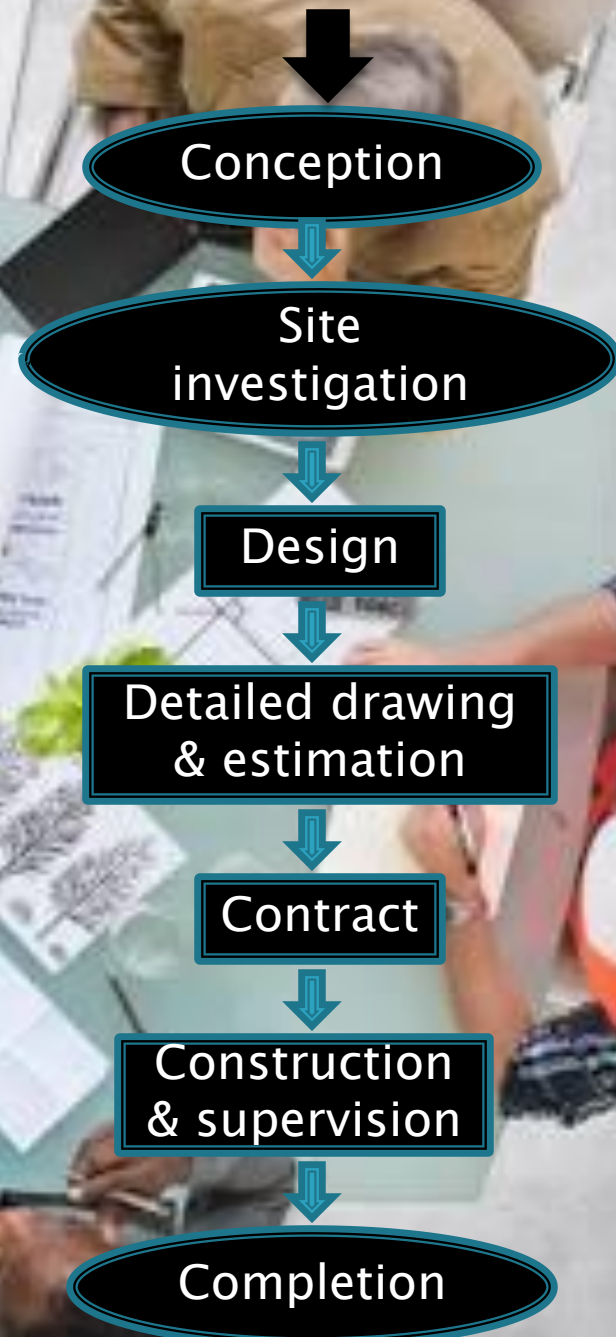 Conception
Site
investigation
Design
Detailed drawing
& estimation
Contract
Construction
& supervision
Completion